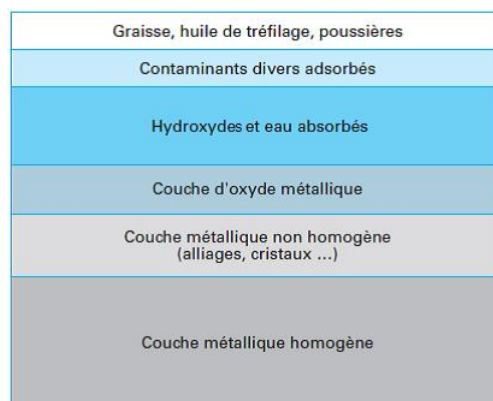 Graisse, huile de tréfilage, poussières
Contaminants divers adsorbés
Hydroxydes et eau absorbés
Couche d'oxyde métallique
Couche métallique non homogène
(alliages, cristaux ...)
Couche métallique homogène